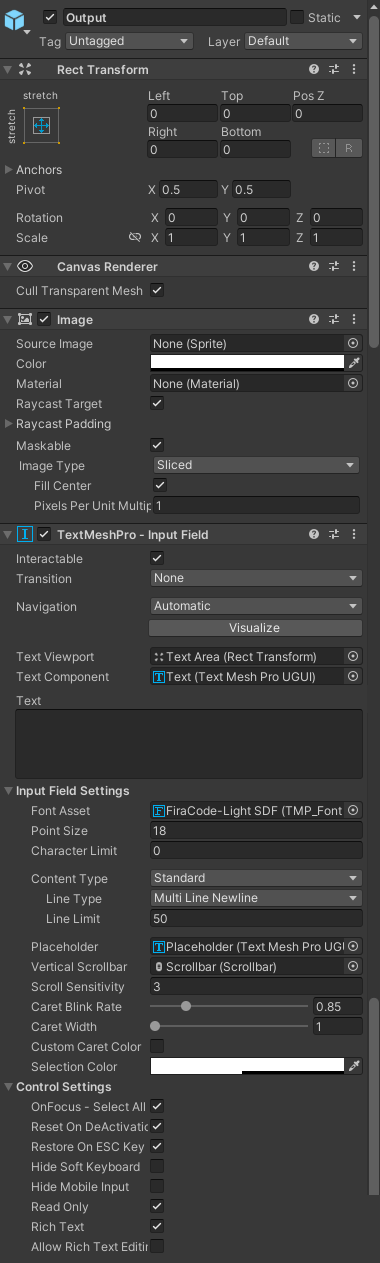 Output Static
Tag Untagged Layer Default
Rect Transform
stretch
stretch
Left Top Pos Z
0 0 0
Right Bottom
0 0 R
Anchors
Pivot X 0.5 Y 0.5
Rotation X 0 Y 0 Z 0
Scale X 1 Y 1 Z 1
Canvas Renderer
Cull Transparent Mesh
Image
Source Image None (Sprite)
Color
Material None (Material)
Raycast Target
Raycast Padding
Maskable
Image Type Sliced
Fill Center
Pixels Per Unit Multip 1
TextMeshPro - Input Field
Interactable
Transition None
Navigation Automatic
Visualize
Text Viewport Text Area (Rect Transform)
Text Component Text (Text Mesh Pro UGUI)
Text
Input Field Settings
Font Asset FiraCode-Light SDF (TMP_Font
Point Size 18
Character Limit 0
Content Type Standard
Line Type Multi Line Newline
Line Limit 50
Placeholder Placeholder (Text Mesh Pro UGU
Vertical Scrollbar Scrollbar (Scrollbar)
Scroll Sensitivity 3
Caret Blink Rate 0.85
Caret Width 1
Custom Caret Color
Selection Color
Control Settings
OnFocus - Select All
Reset On DeActivatic
Restore On ESC Key
Hide Soft Keyboard
Hide Mobile Input
Read Only
Rich Text
Allow Rich Text Editin